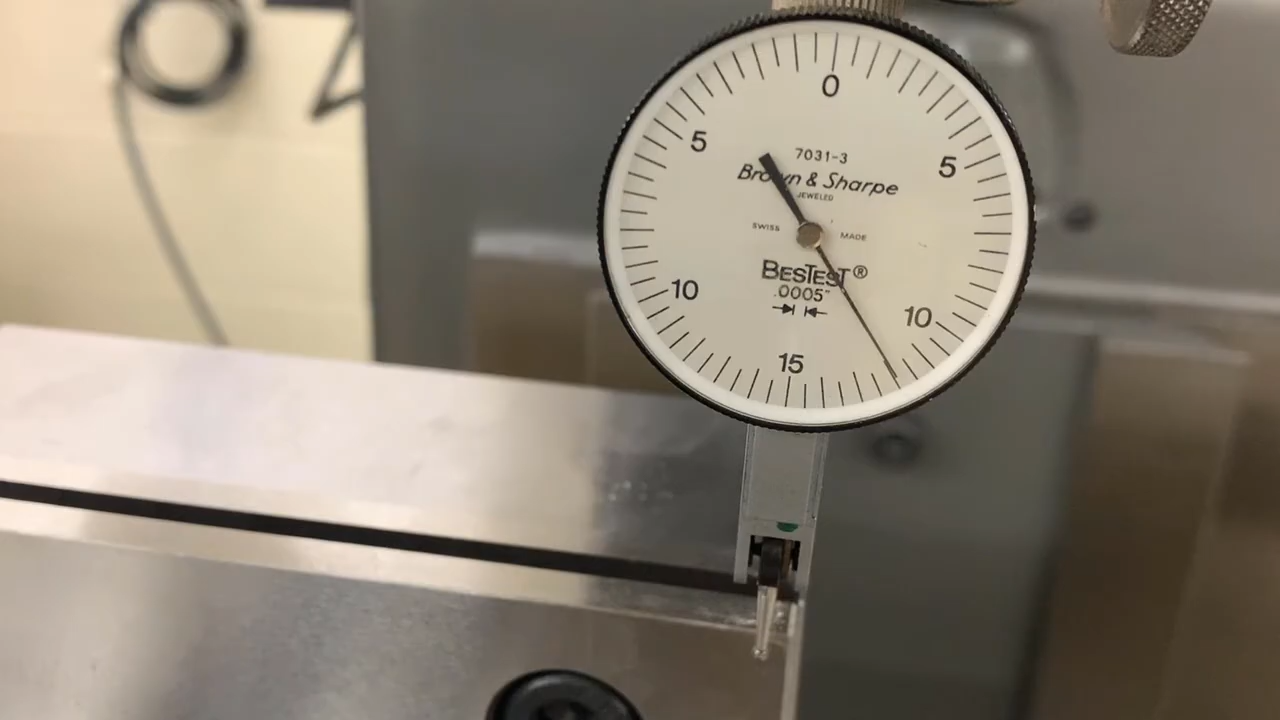 0
5
5
7031-3
Brown & Sharpe
JEWELED
SWISS MADE
BESTEST®
.0005"
10
10
15